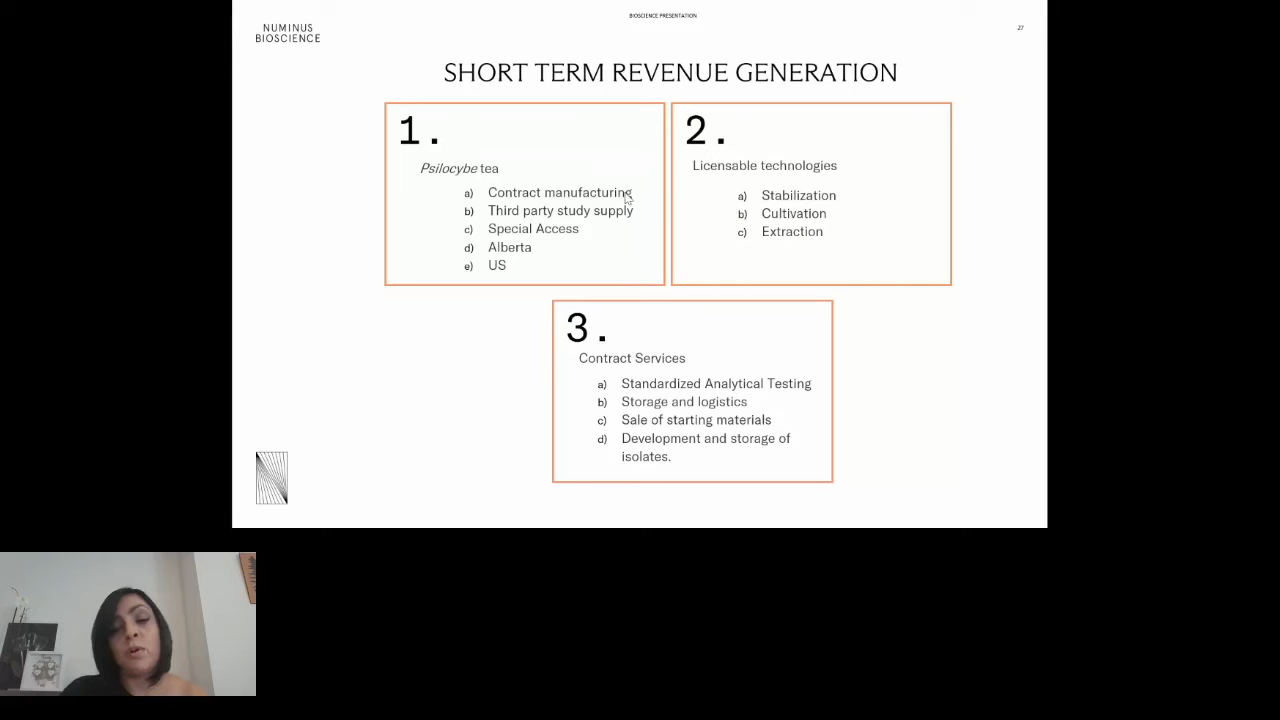 BIOSCIENCE PRESENTATION
NUMINUS
BIOSCIENCE
27
SHORT TERM REVENUE GENERATION
1.
Psilocybe tea
a) Contract manufacturing
b) Third party study supply
c) Special Access
d) Alberta
e) US
2.
Licensable technologies
a) Stabilization
b) Cultivation
c) Extraction
3.
Contract Services
a) Standardized Analytical Testing
b) Storage and logistics
c) Sale of starting materials
d) Development and storage of
isolates.